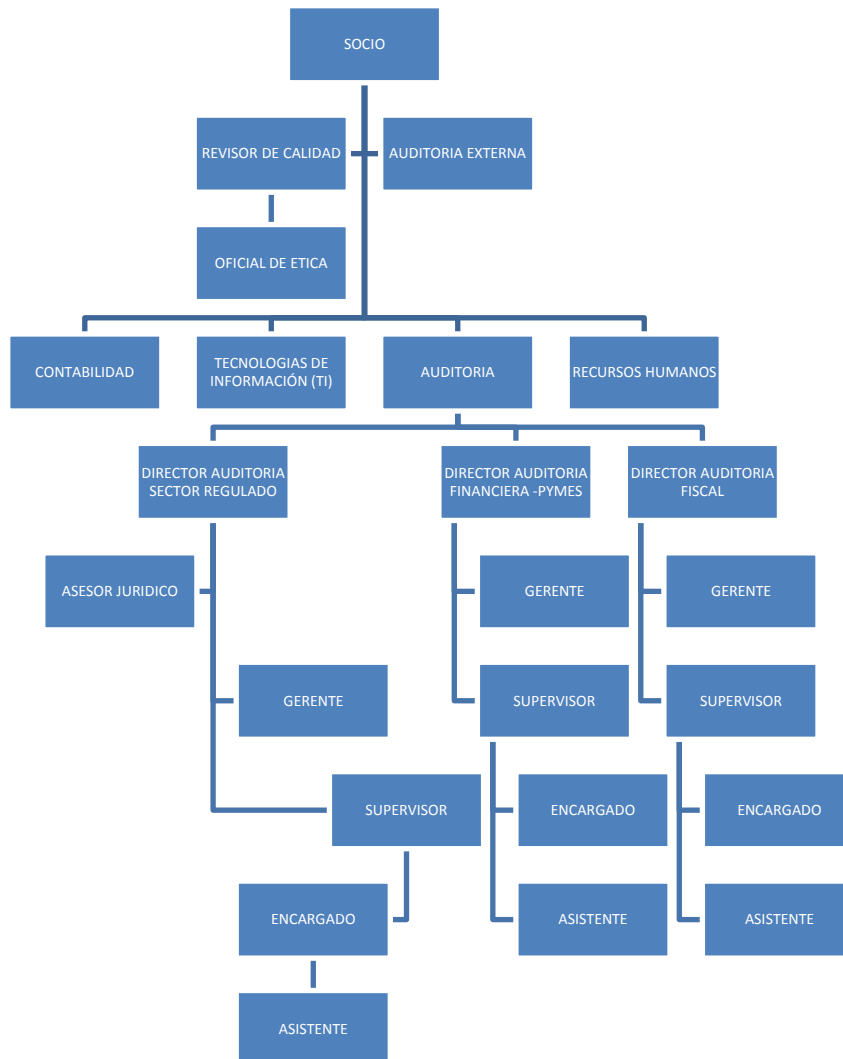 SOCIO
REVISOR DE CALIDAD
AUDITORIA EXTERNA
OFICIAL DE ETICA
CONTABILIDAD
TECNOLOGIAS DE
INFORMACIÓN (TI)
AUDITORIA
RECURSOS HUMANOS
DIRECTOR AUDITORIA
SECTOR REGULADO
DIRECTOR AUDITORIA
FINANCIERA -PYMES
DIRECTOR AUDITORIA
FISCAL
ASESOR JURIDICO
GERENTE
GERENTE
GERENTE
SUPERVISOR
SUPERVISOR
SUPERVISOR
ENCARGADO
ENCARGADO
ENCARGADO
ASISTENTE
ASISTENTE
ASISTENTE